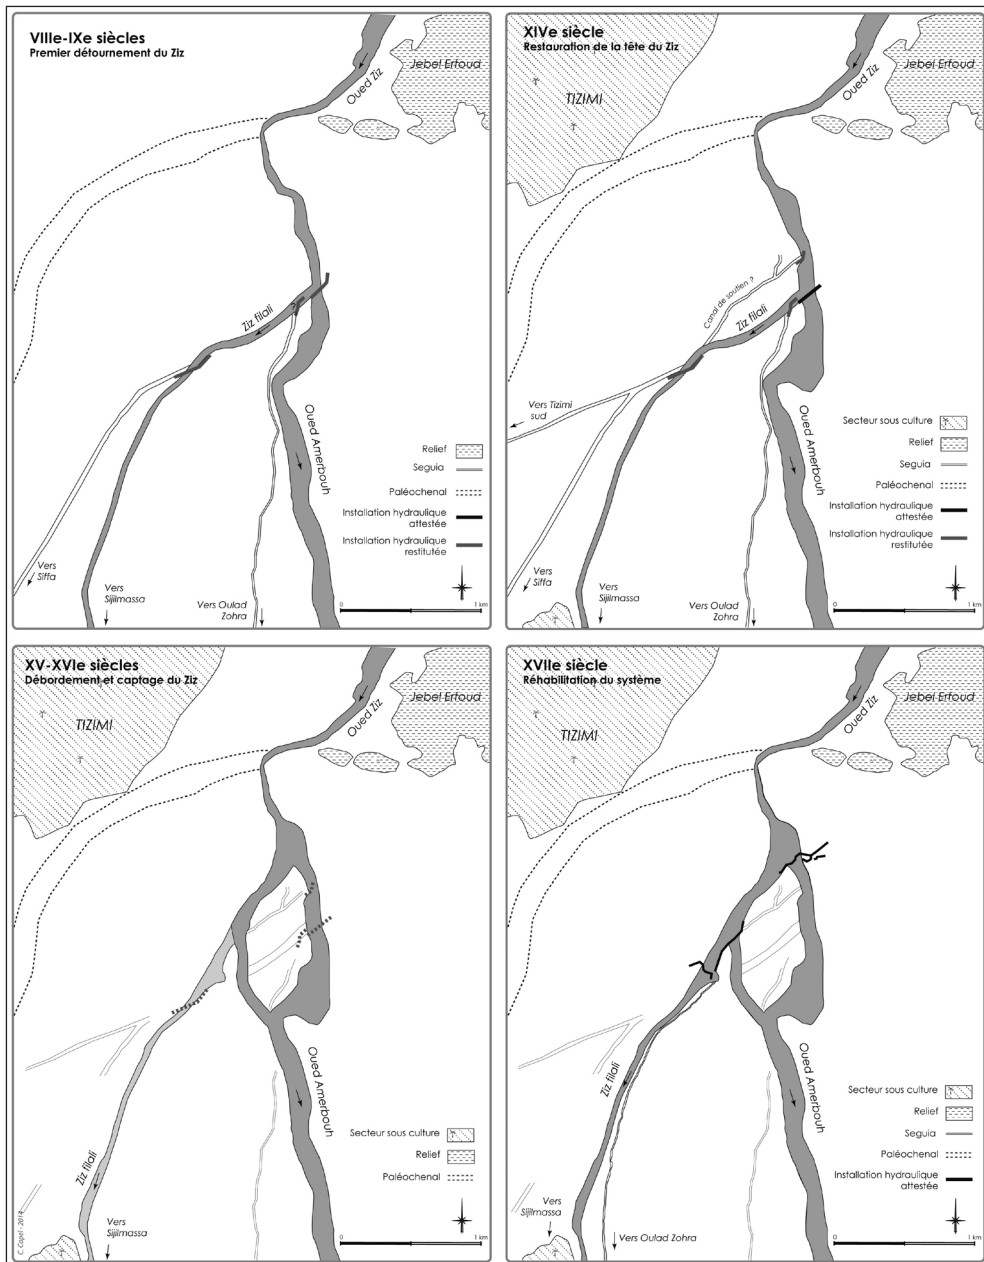 VIIIe-IXe siècles
Premier détournement du Ziz
Oued Ziz
Jebel Erfoud
Ziz filali
Oued Amerbouh
Relief
Seguia
Paléochenal
Installation hydraulique
attestée
Installation hydraulique
restitutée
Vers
Siffa
Vers
Sijilmassa
Vers Oulad
Zohra
0
1 km
XIVe siècle
Restauration de la tête du Ziz
TIZIMI
Oued Ziz
Jebel Erfoud
Canal de soutien ?
Ziz filali
Vers Tizimi
sud
Oued Amerbouh
Secteur sous culture
Relief
Seguia
Paléochenal
Installation hydraulique
attestée
Installation hydraulique
restitutée
Vers
Siffa
Vers
Sijilmassa
Vers Oulad
Zohra
0
1 km
XV-XVIe siècles
Débordement et captage du Ziz
TIZIMI
Oued Ziz
Jebel Erfoud
Oued Amerbouh
Ziz filali
Secteur sous culture
Relief
Paléochenal
Vers
Sijilmassa
C. Capel - 2014
0
1 km
XVIIe siècle
Réhabilitation du système
TIZIMI
Oued Ziz
Jebel Erfoud
Ziz filali
Oued Amerbouh
Secteur sous culture
Relief
Seguia
Paléochenal
Installation hydraulique
attestée
Vers
Sijilmassa
Vers Oulad Zohra
0
1 km